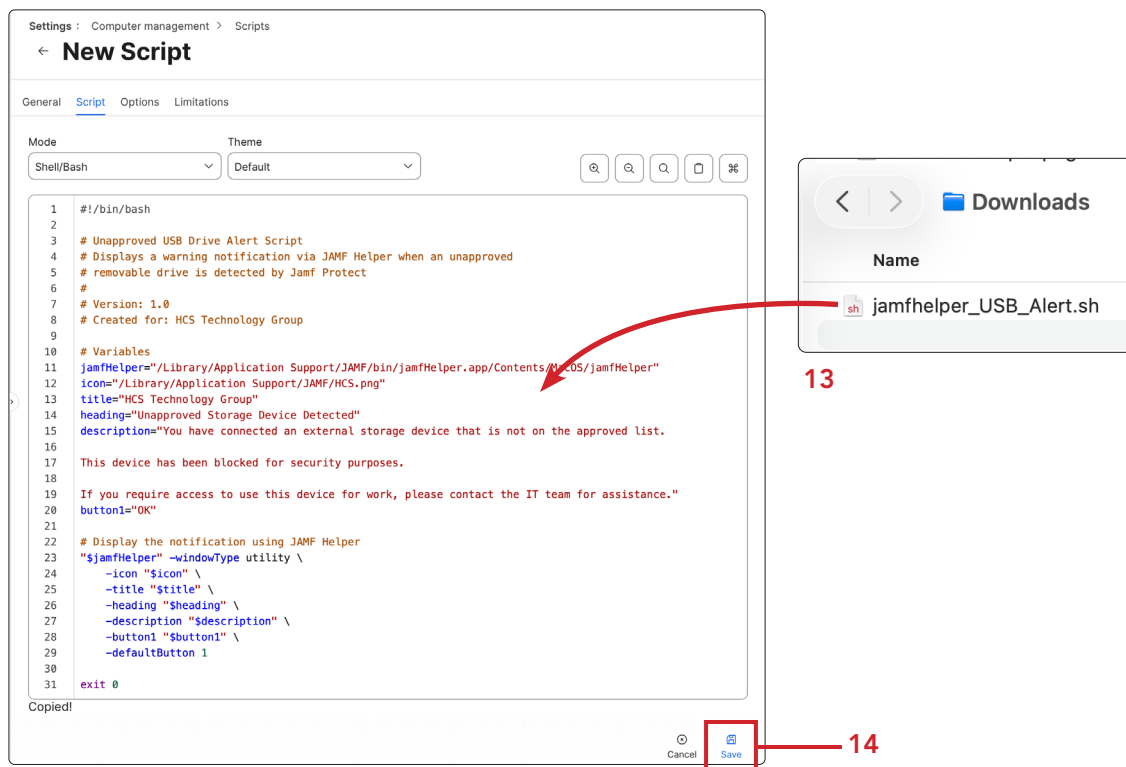 Settings : Computer management > Scripts
← New Script
General Script Options Limitations
Mode
Theme
Shell/Bash
Default
1 #!/bin/bash
2
3 # Unapproved USB Drive Alert Script
4 # Displays a warning notification via JAMF Helper when an unapproved
5 # removable drive is detected by Jamf Protect
6 #
7 # Version: 1.0
8 # Created for: HCS Technology Group
9
10 # Variables
11 jamfHelper="/Library/Application Support/JAMF/bin/jamfHelper.app/Contents/MacOS/jamfHelper"
12 icon="/Library/Application Support/JAMF/HCS.png"
13 title="HCS Technology Group"
14 heading="Unapproved Storage Device Detected"
15 description="You have connected an external storage device that is not on the approved list.
16
17 This device has been blocked for security purposes.
18
19 If you require access to use this device for work, please contact the IT team for assistance."
20 button1="OK"
21
22 # Display the notification using JAMF Helper
23 "$jamfHelper" -windowType utility \
24 -icon "$icon" \
25 -title "$title" \
26 -heading "$heading" \
27 -description "$description" \
28 -button1 "$button1" \
29 -defaultButton 1
30
31 exit 0
Copied!
Cancel
Save
14
Downloads
Name
sh jamfhelper_USB_Alert.sh
13